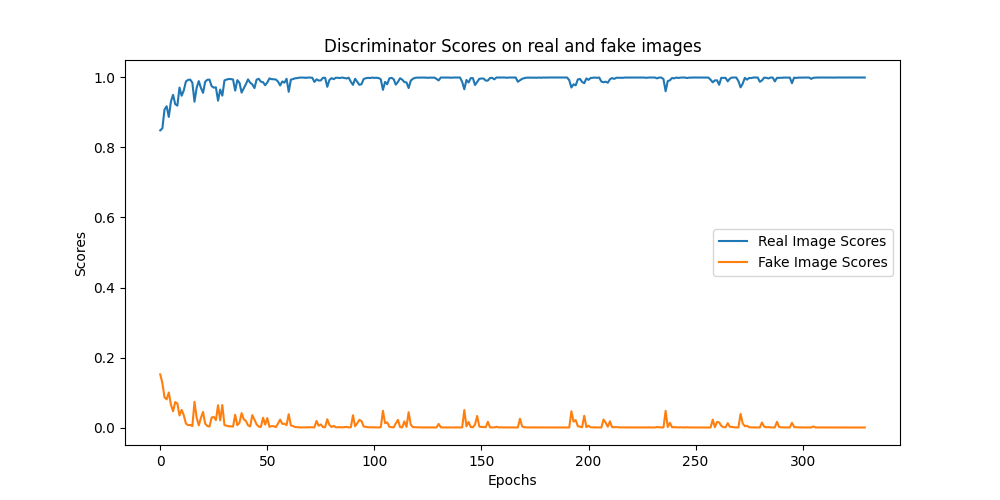 Discriminator Scores on real and fake images
1.0
0.8
0.6
0.4
0.2
0.0
Scores
Real Image Scores
Fake Image Scores
0 50 100 150 200 250 300
Epochs